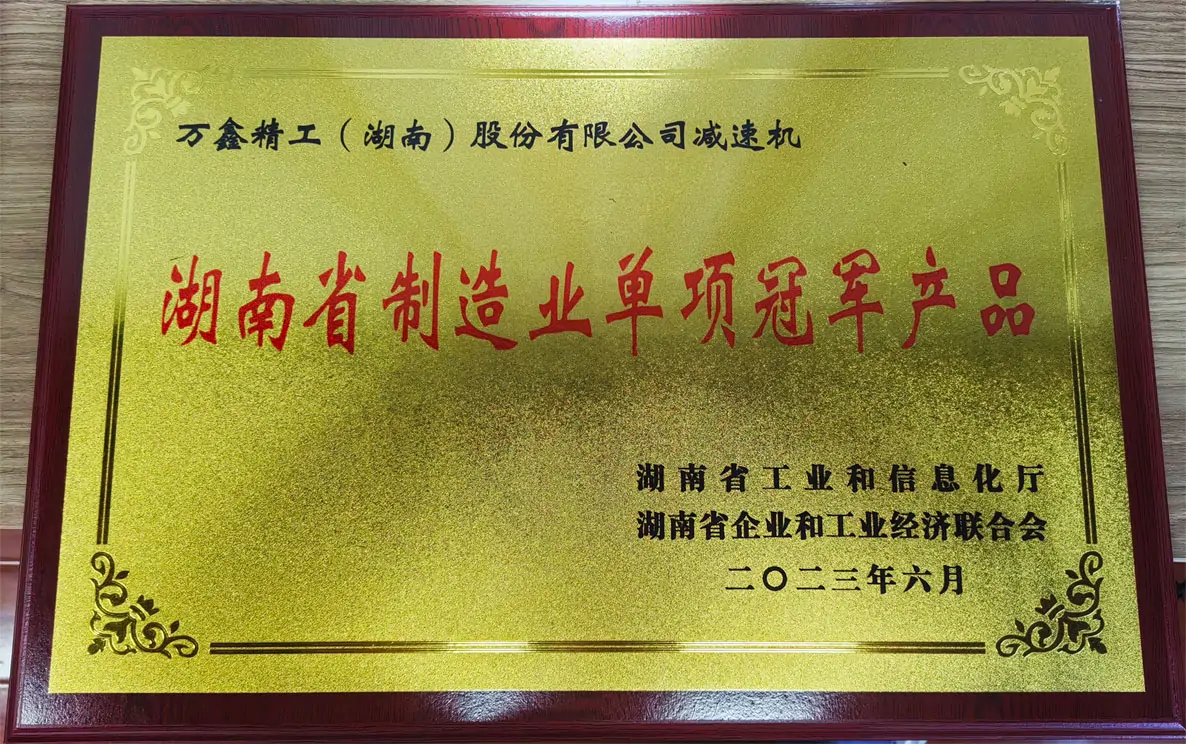 万鑫精工（湖南）股份有限公司减速机
湖南省制造业单项冠军产品
湖南省工业和信息化厅
湖南省企业和工业经济联合会
二〇二三年六月